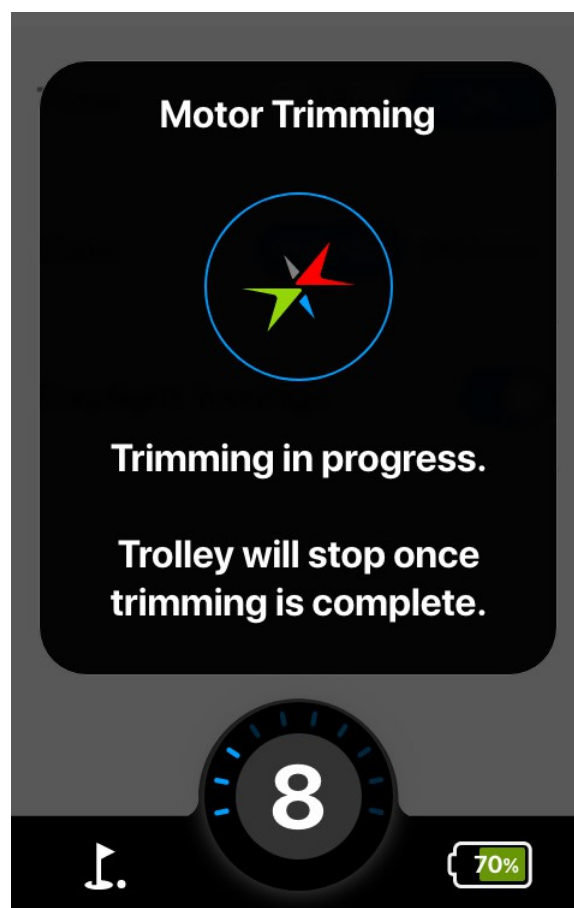 Motor Trimming
Trimming in progress.
Trolley will stop once
trimming is complete.
8
70%